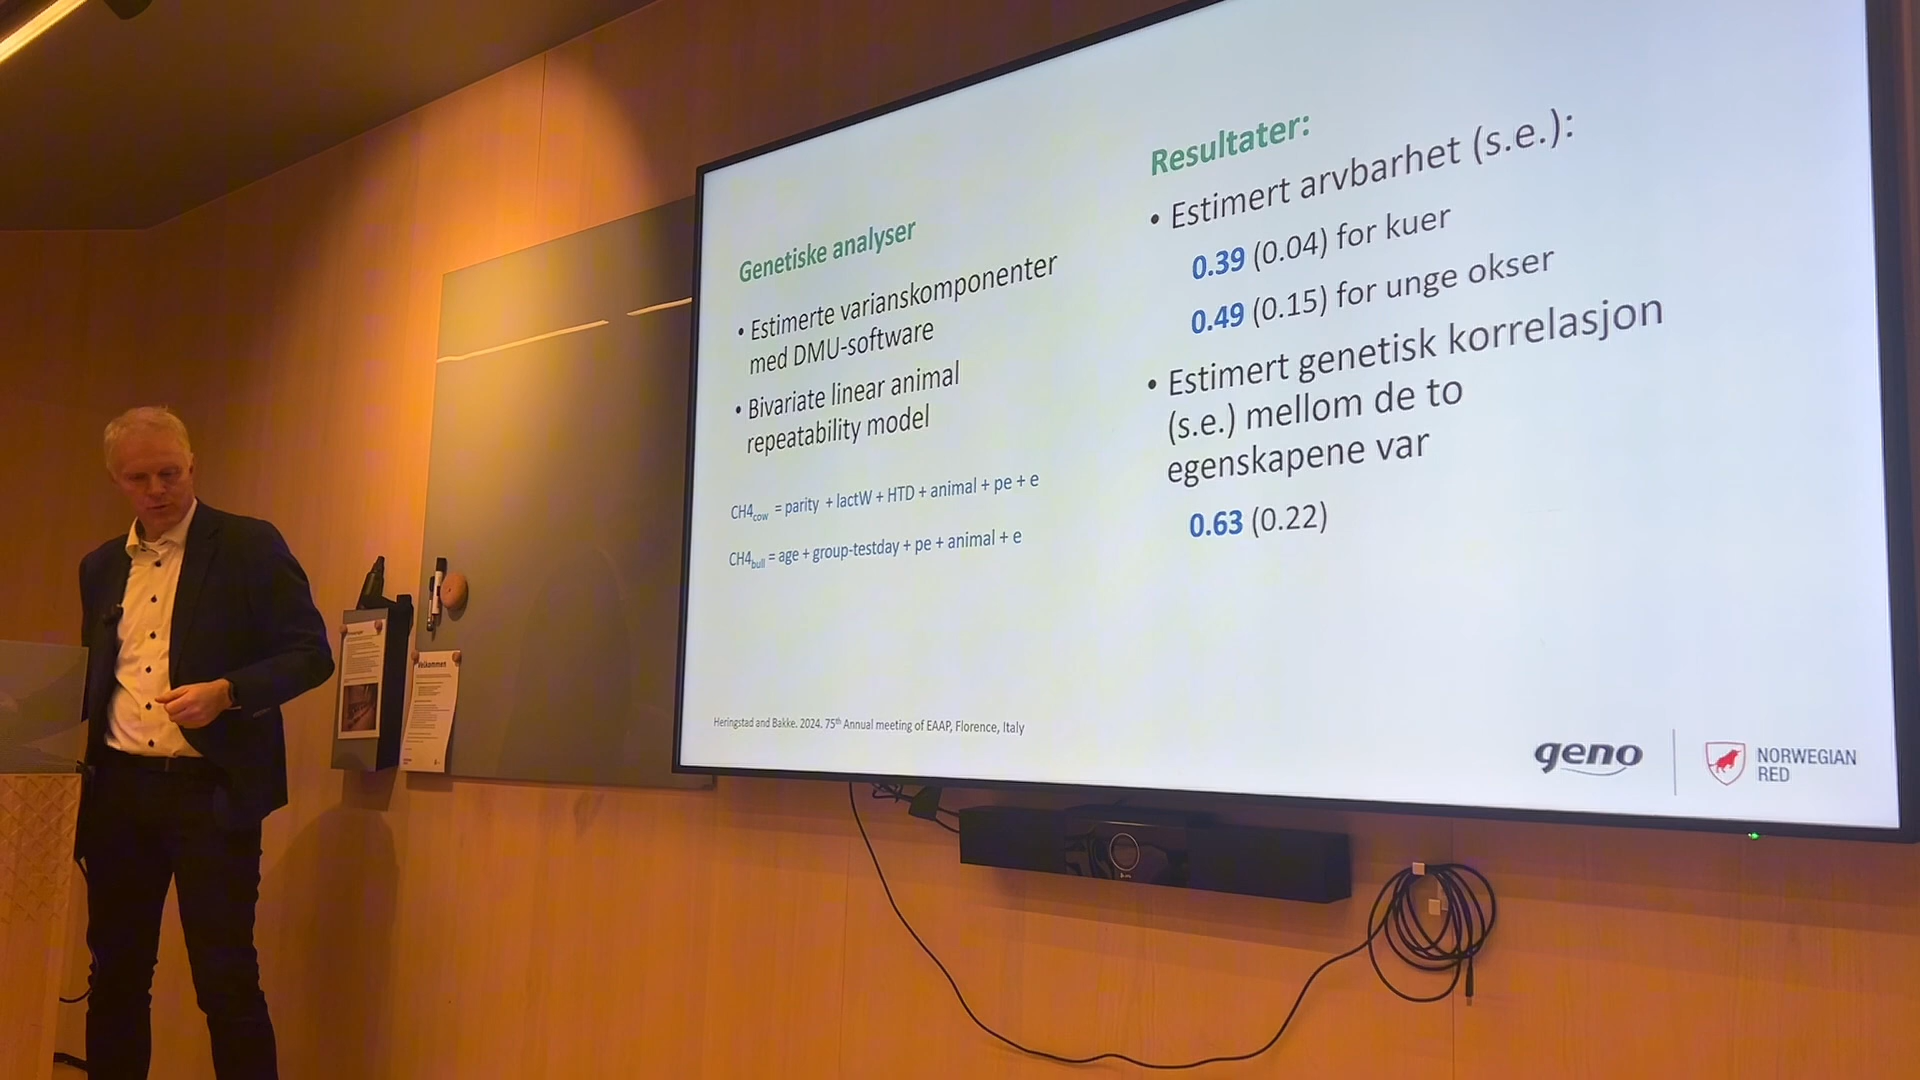 Genetiske analyser
• Estimerte varianskomponenter
med DMU-software
• Bivariate linear animal
repeatability model
CH4cow = parity + lactW + HTD + animal + pe + e
CH4bull = age + group-testday + pe + animal + e
Heringstad and Bakke. 2024. 75th Annual meeting of EAAP, Florence, Italy
Resultater:
• Estimert arvbarhet (s.e.):
0.39 (0.04) for kuer
0.49 (0.15) for unge okser
• Estimert genetisk korrelasjon
(s.e.) mellom de to
egenskapene var
0.63 (0.22)
geno
NORWEGIAN
RED
Velkommen